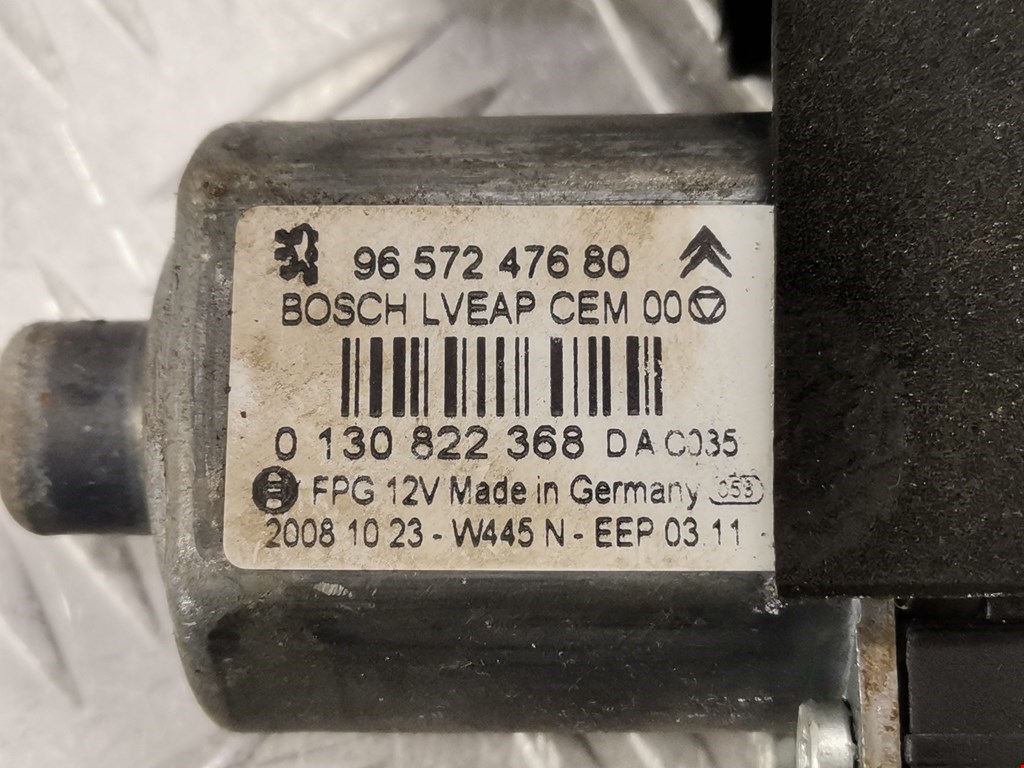 96 572 476 80
BOSCH LVEAP CEM 00
0 130 822 368 D A C035
FPG 12V Made in Germany 053
2008 10 23 - W445 N - EEP 03.11